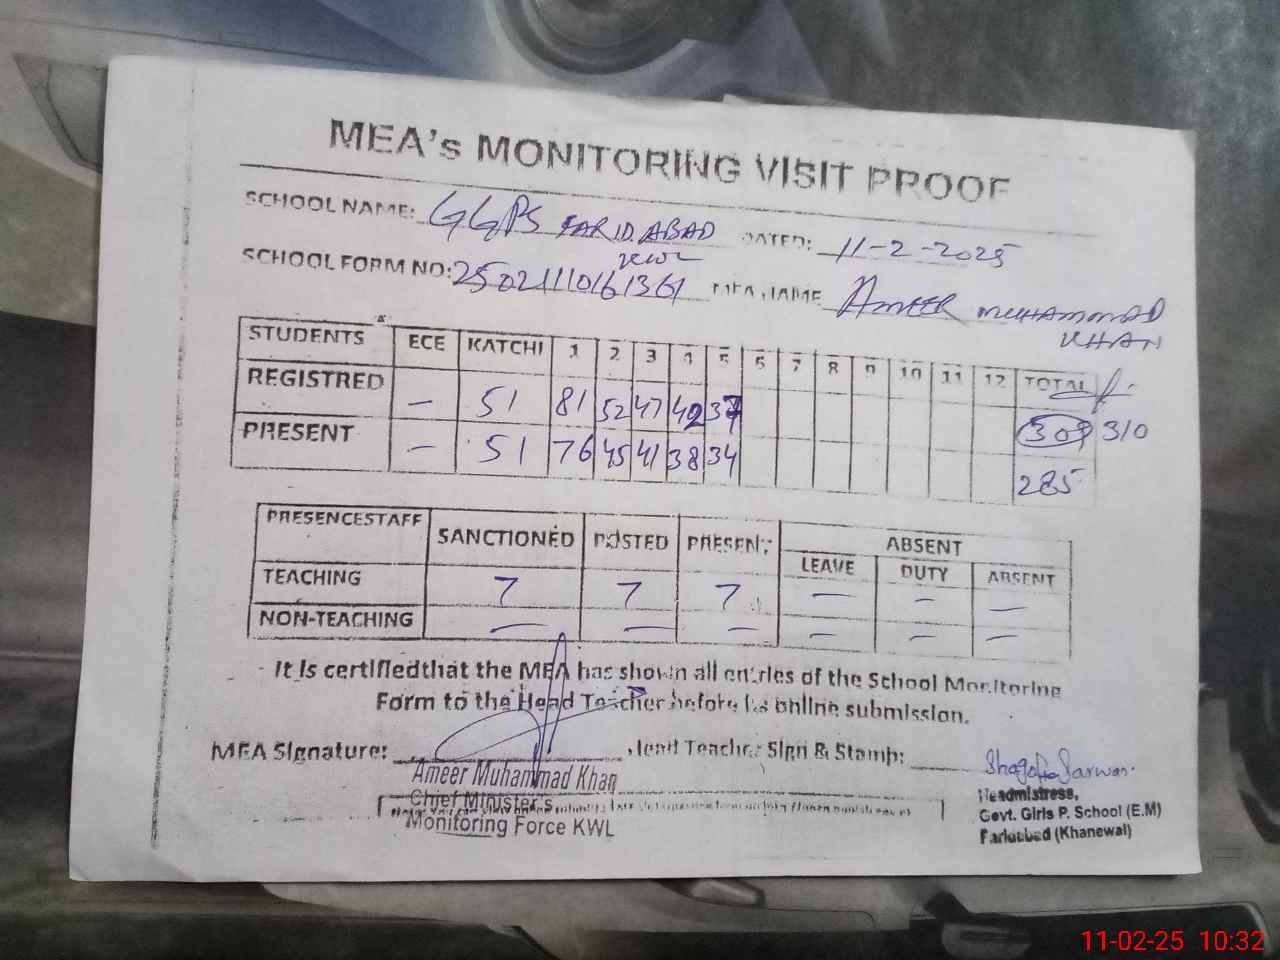 MEA's MONITORING VISIT PROOF
SCHOOL NAME: GGPS FARIDABAD KWL DATED: 11-2-2025
SCHOOL FORM NO: 250211110161361 MEA NAME AMEER MUHAMMAD KHAN
STUDENTS ECE KATCHI 1 2 3 4 5 6 7 8 9 10 11 12 TOTAL
REGISTRED — 51 81 52 47 42 37 309 310
PRESENT — 51 76 45 41 38 34 285
PRESENCESTAFF SANCTIONED POSTED PRESENT ABSENT
LEAVE DUTY ABSENT
TEACHING 7 7 7 — — —
NON-TEACHING — — — — — —
It is certifiedthat the MEA has shown all entries of the School Monitoring
Form to the Head Teacher before its online submission.
MEA Signature: Head Teacher Sign & Stamp: Shagufta Sarwar
Ameer Muhammad Khan
Chief Minister's
Monitoring Force KWL
Headmistress,
Govt. Girls P. School (E.M)
Faridabad (Khanewal)
11-02-25 10:32